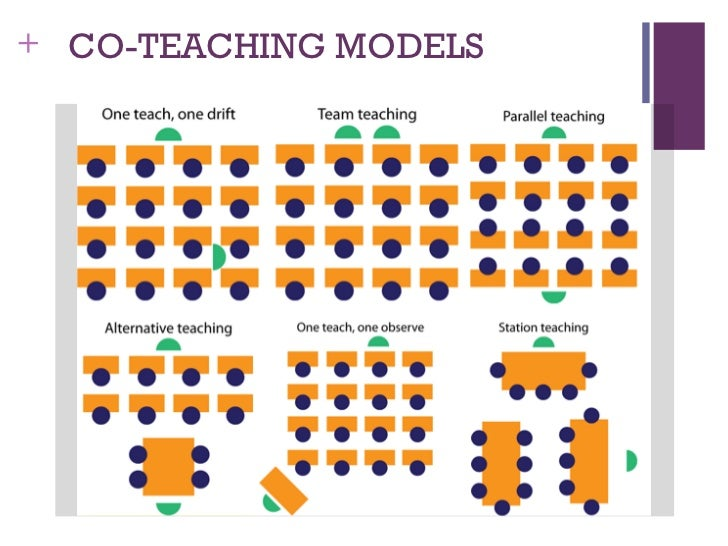 + CO-TEACHING MODELS
One teach, one drift
Team teaching
Parallel teaching
Alternative teaching
One teach, one observe
Station teaching